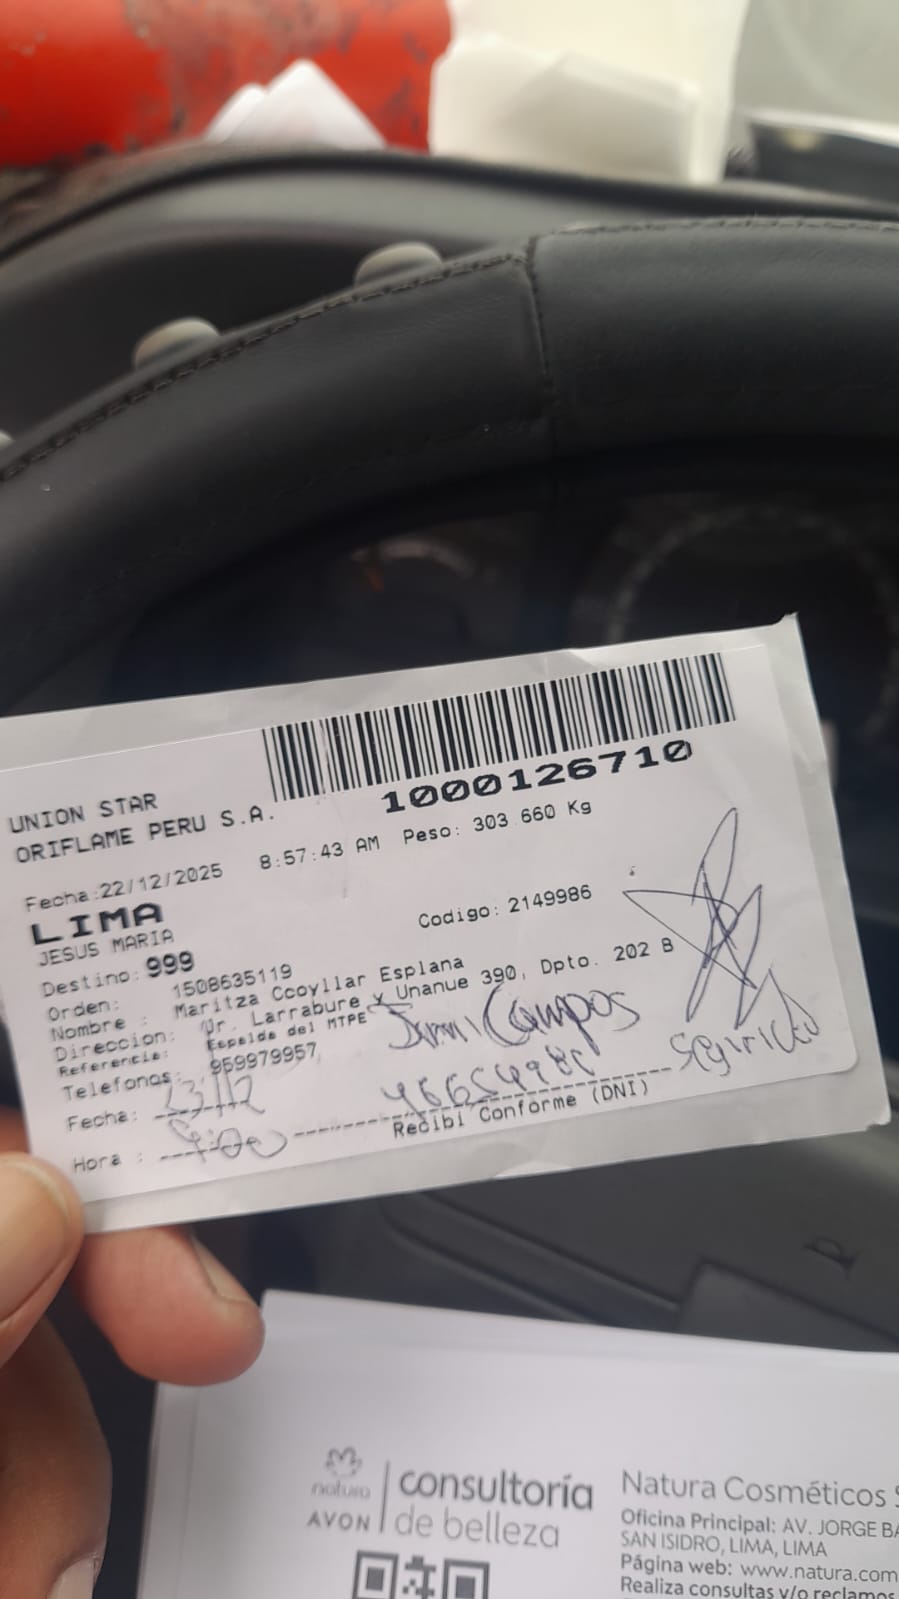 1000126710
UNION STAR
ORIFLAME PERU S.A.
Fecha:22/12/2025 8:57:43 AM Peso: 303.660 Kg
LIMA
JESUS MARIA
Codigo: 2149986
Destino: 999
Orden: 1508635119
Nombre : Maritza Ccoyllar Esplana
Direccion: Jr. Larrabure y Unanue 390, Dpto. 202 B
Referencia: Espalda del MTPE
Telefonos: 959979957
Campos
Fecha: 23/12
Hora :
Recibi Conforme (DNI)
natura
AVON
consultoría
de belleza
Natura Cosméticos
Oficina Principal: AV. JORGE
SAN ISIDRO, LIMA, LIMA
Página web: www.natura.com
Realiza consultas y/o reclamos